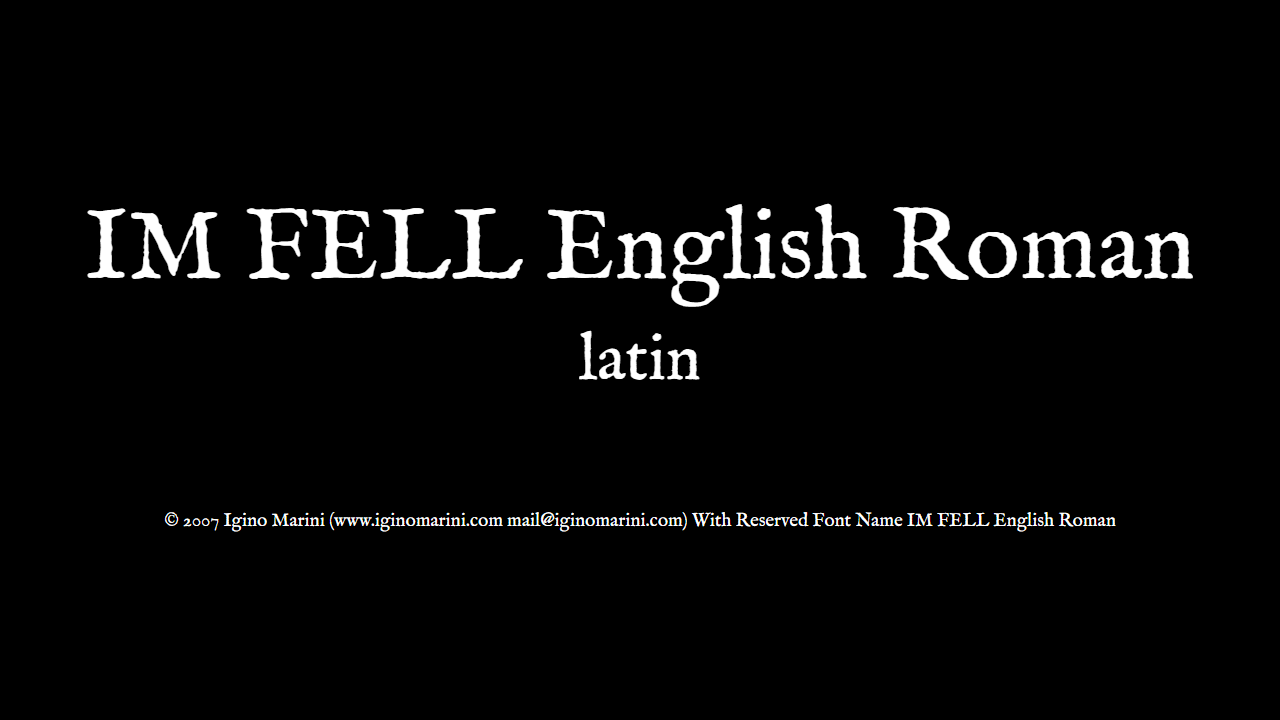 IM FELL English Roman
latin
© 2007 Igino Marini (www.iginomarini.com mail@iginomarini.com) With Reserved Font Name IM FELL English Roman